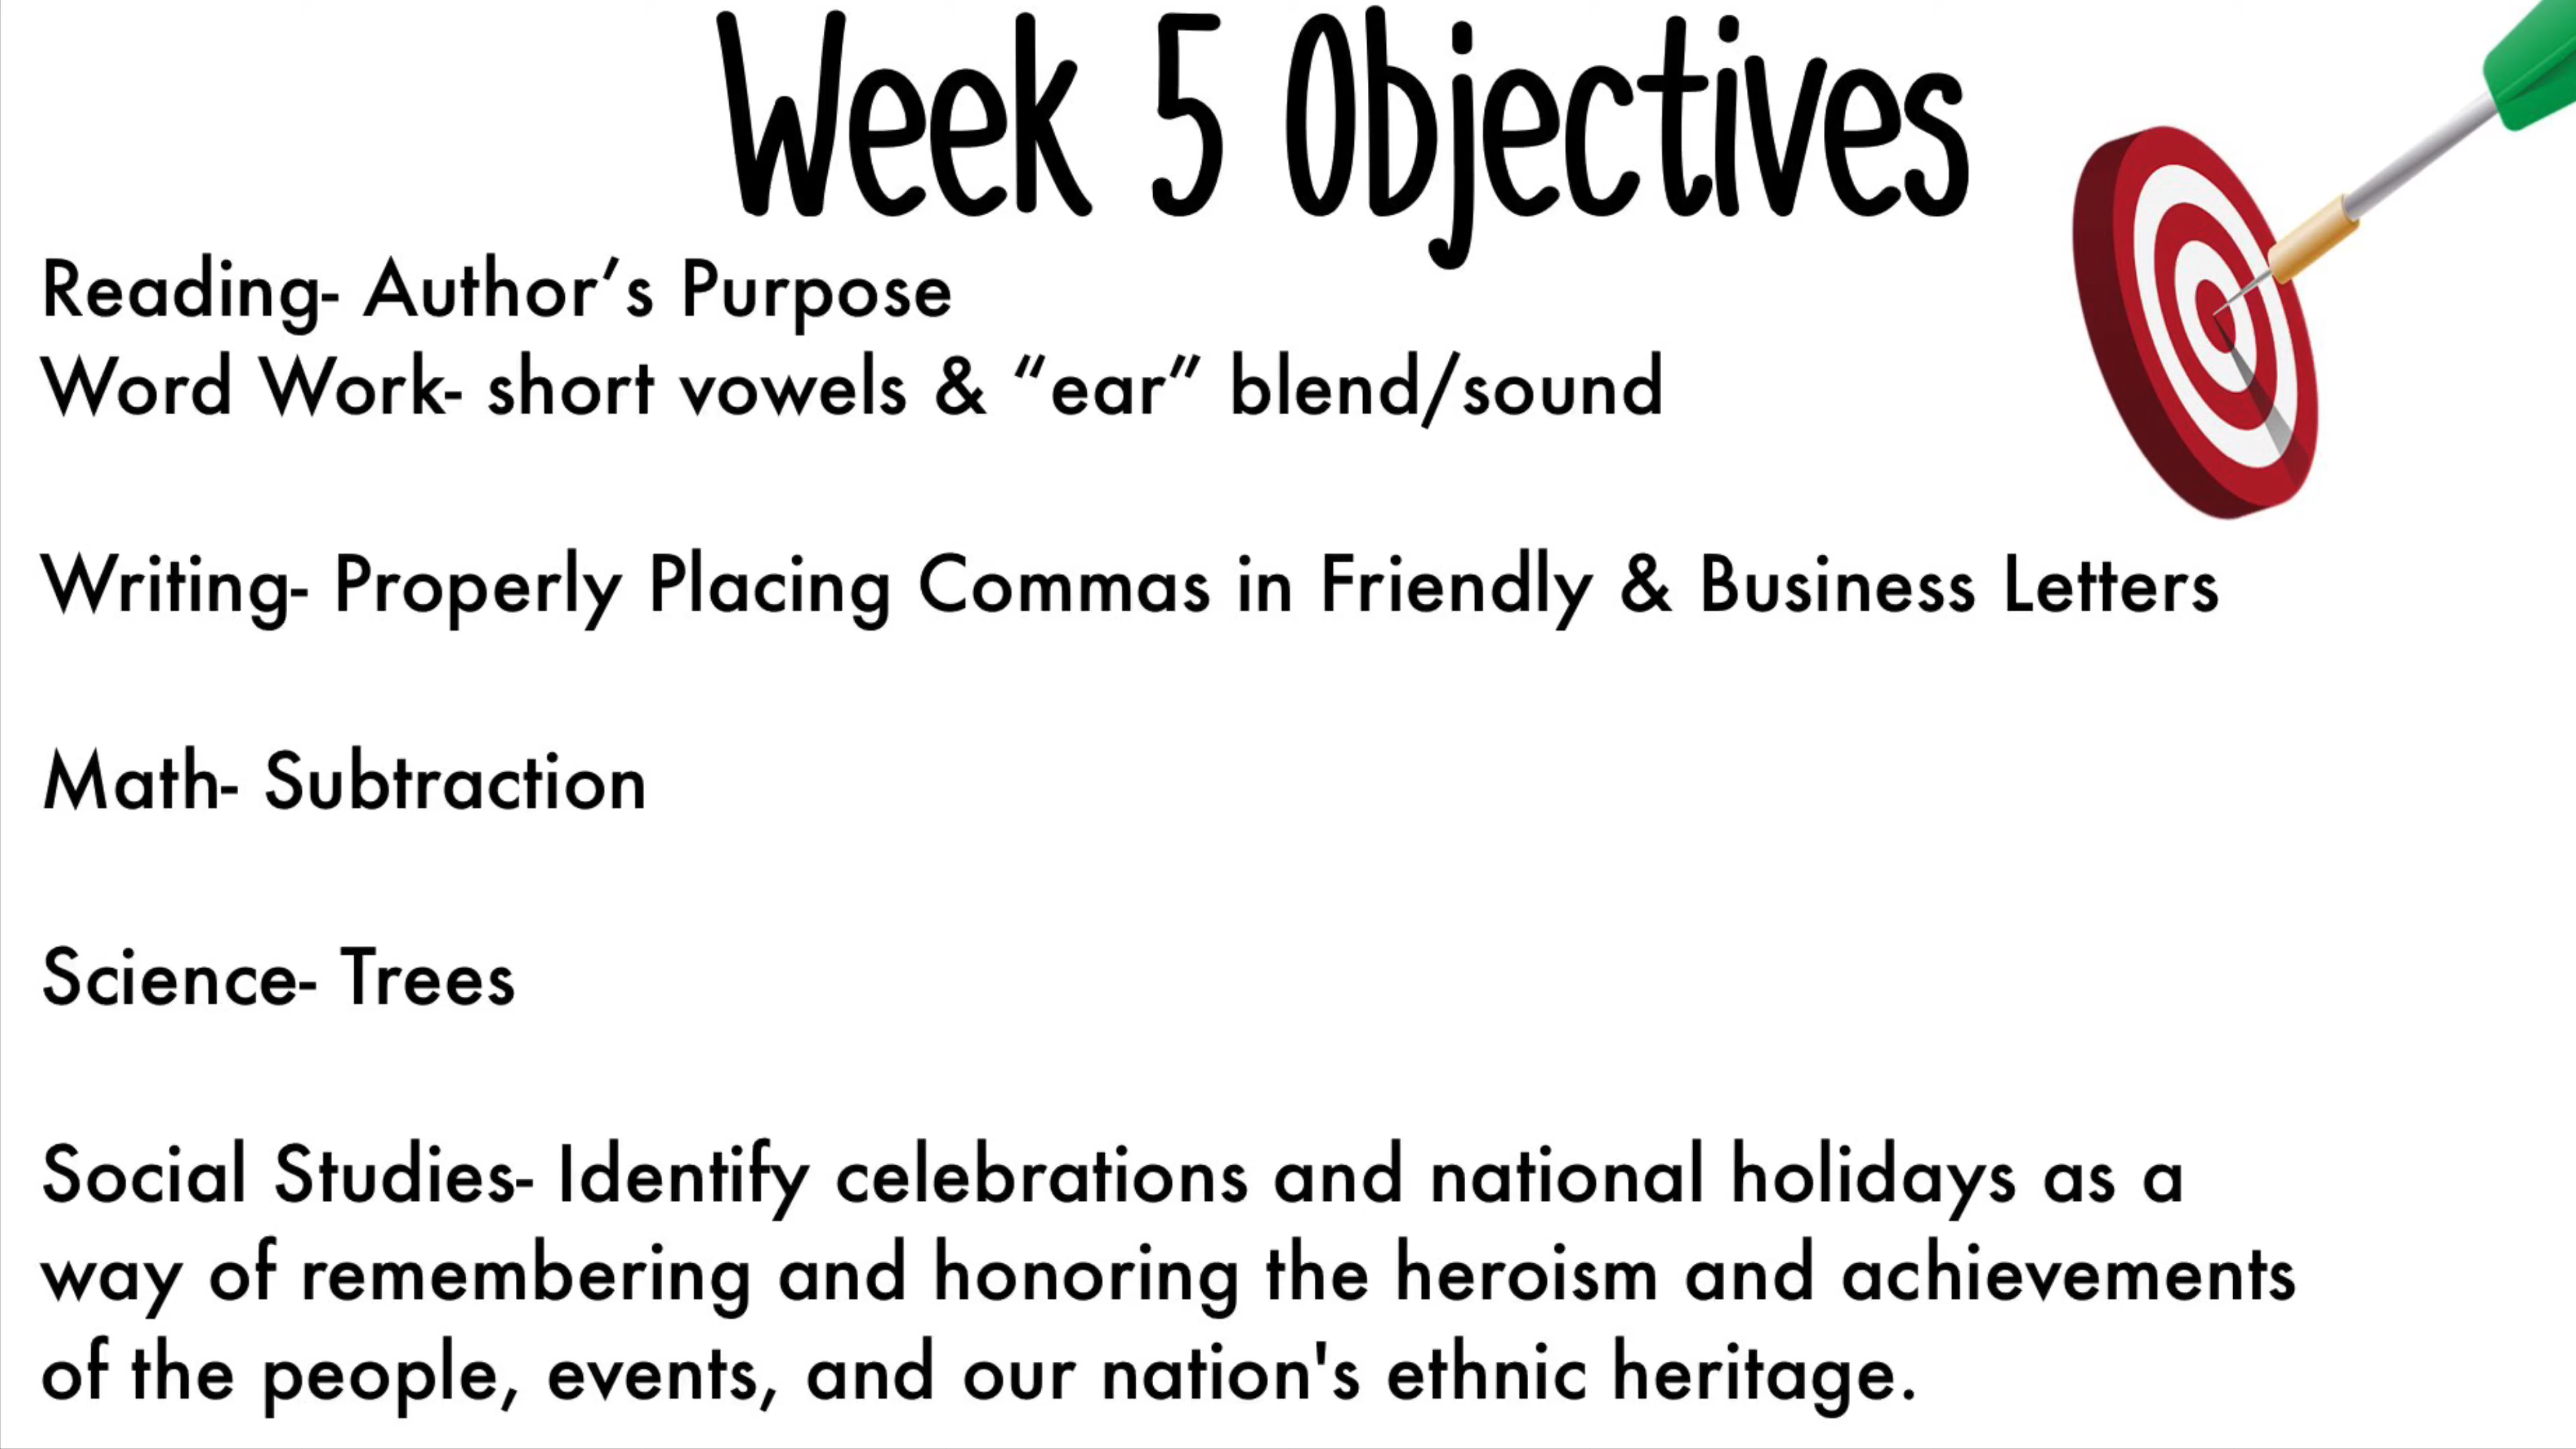 Week 5 Objectives
Reading- Author’s Purpose
Word Work- short vowels & “ear” blend/sound
Writing- Properly Placing Commas in Friendly & Business Letters
Math- Subtraction
Science- Trees
Social Studies- Identify celebrations and national holidays as a
way of remembering and honoring the heroism and achievements
of the people, events, and our nation's ethnic heritage.